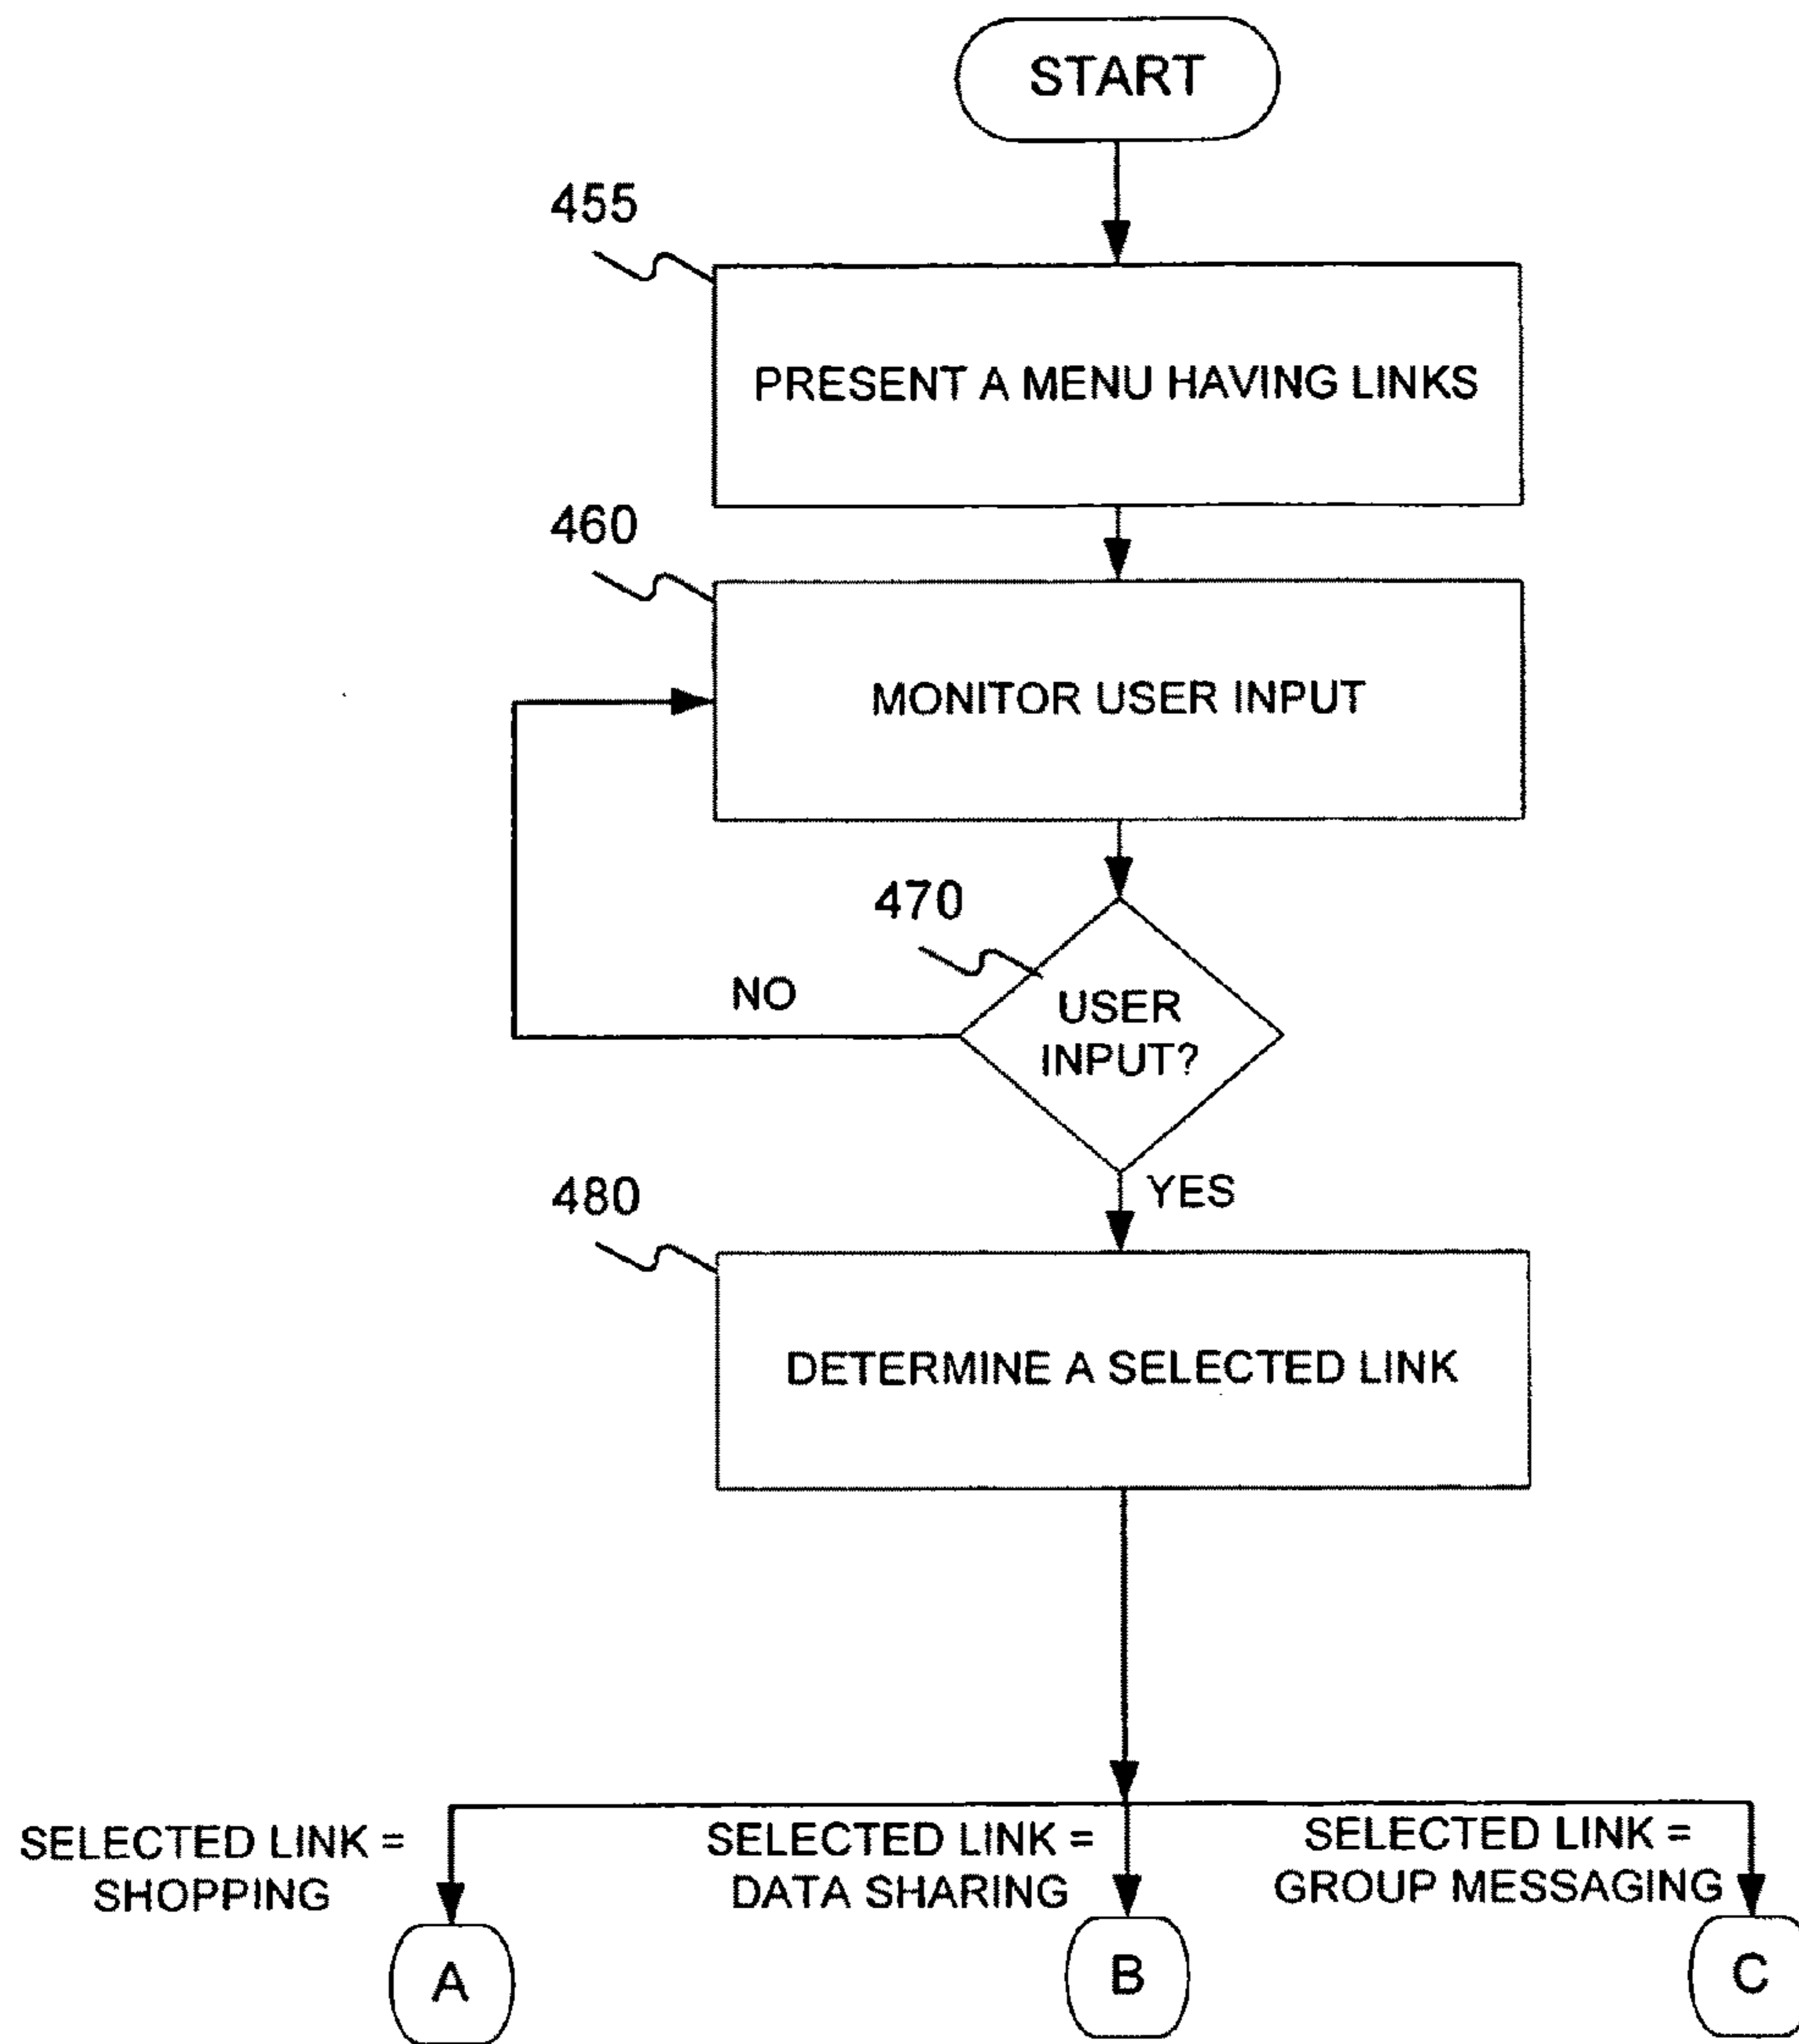 START
455
PRESENT A MENU HAVING LINKS
460
MONITOR USER INPUT
470
NO
USER
INPUT?
YES
480
DETERMINE A SELECTED LINK
SELECTED LINK =
SHOPPING
SELECTED LINK =
DATA SHARING
SELECTED LINK =
GROUP MESSAGING
A
B
C